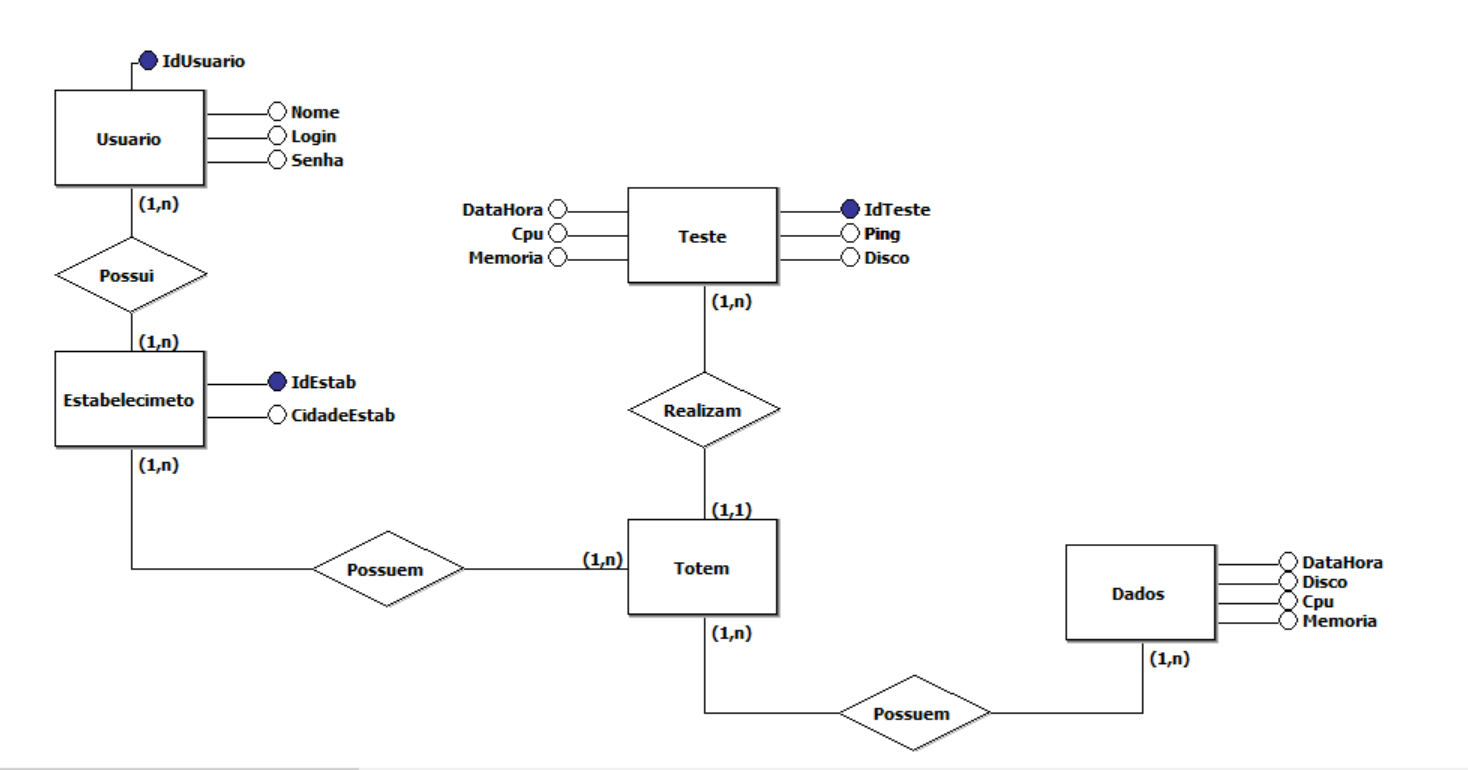 IdUsuario
Usuario
Nome
Login
Senha
(1,n)
Possui
(1,n)
Estabelecimeto
IdEstab
CidadeEstab
(1,n)
Possuem
(1,n)
DataHora
Cpu
Memoria
Teste
IdTeste
Ping
Disco
(1,n)
Realizam
(1,1)
Totem
(1,n)
Possuem
(1,n)
Dados
DataHora
Disco
Cpu
Memoria